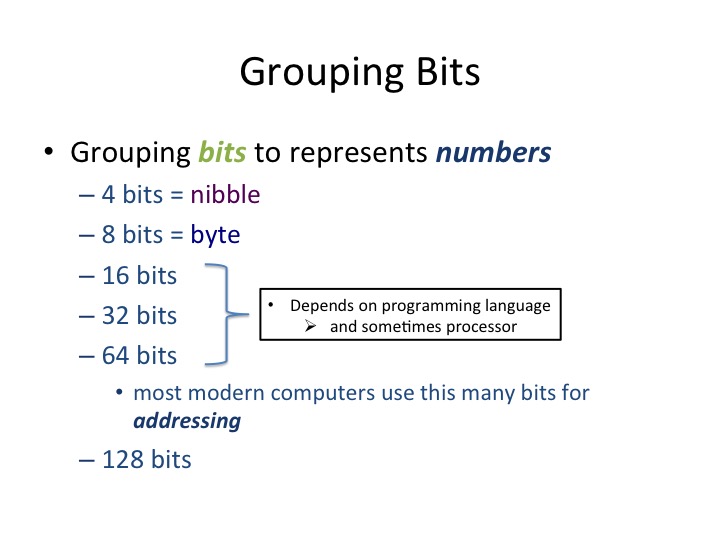 Grouping Bits
• Grouping bits to represents numbers
– 4 bits = nibble
– 8 bits = byte
– 16 bits
– 32 bits
– 64 bits
• Depends on programming language
➢ and sometimes processor
• most modern computers use this many bits for
addressing
– 128 bits